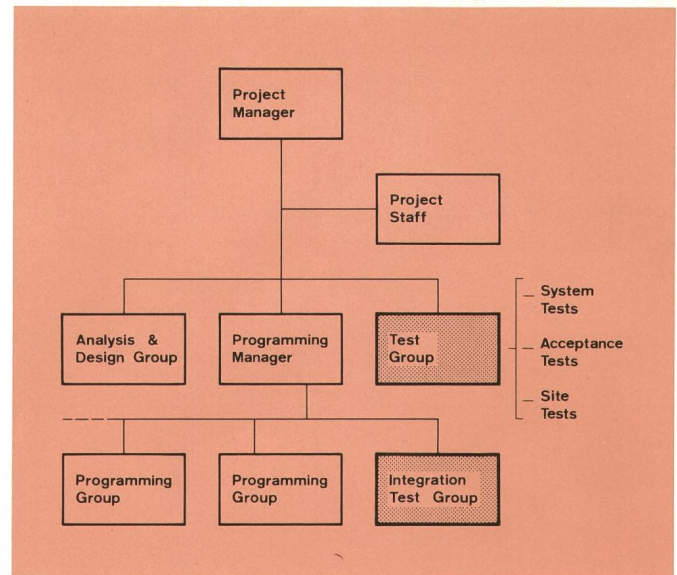 Project
Manager
Project
Staff
Analysis &
Design Group
Programming
Manager
Test
Group
System
Tests
Acceptance
Tests
Site
Tests
Programming
Group
Programming
Group
Integration
Test Group